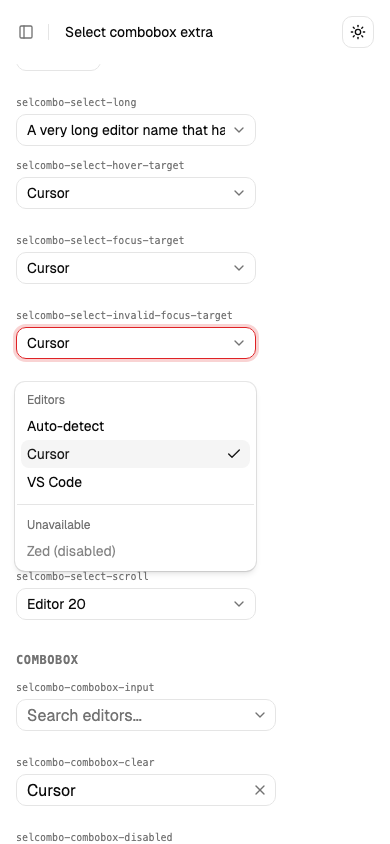 Select combobox extra
selcombo-select-long
A very long editor name that ha
selcombo-select-hover-target
Cursor
selcombo-select-focus-target
Cursor
selcombo-select-invalid-focus-target
Cursor
Editors
Auto-detect
Cursor
VS Code
Unavailable
Zed (disabled)
selcombo-select-scroll
Editor 20
COMBOBOX
selcombo-combobox-input
Search editors...
selcombo-combobox-clear
Cursor
selcombo-combobox-disabled